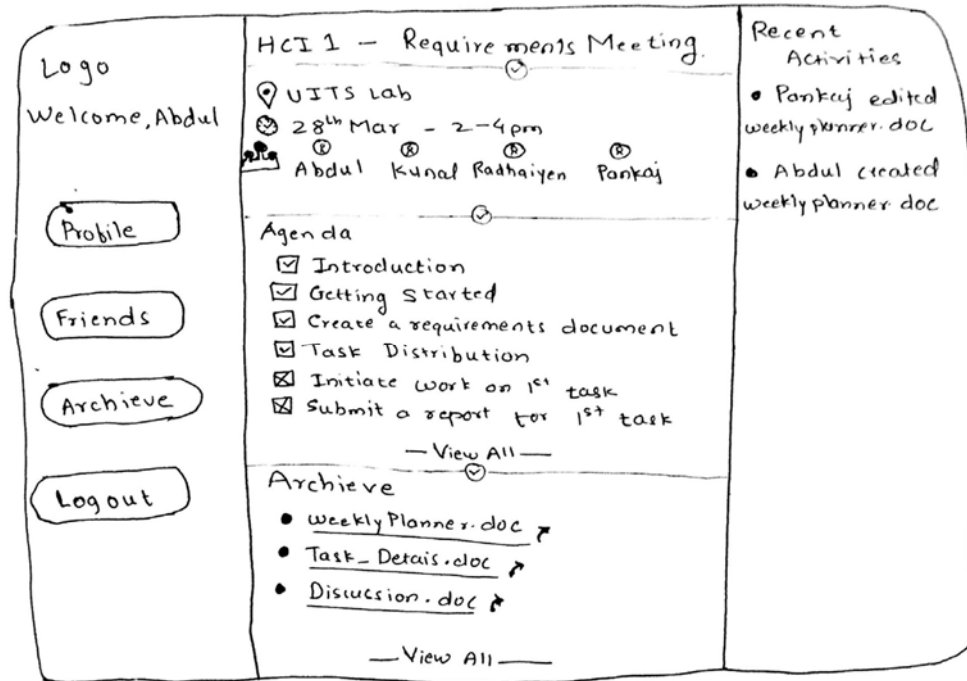 Logo
Welcome, Abdul
Profile
Friends
Archieve
Logout
HCI 1 - Requirements Meeting.
UITS Lab
28th Mar - 2-4pm
Abdul Kunal Radhaiyen Pankaj
Agenda
Introduction
Getting Started
Create a requirements document
Task Distribution
Initiate work on 1st task
Submit a report for 1st task
— View All —
Archieve
Weekly Planner.doc
Task_Detais.doc
Discucsion.doc
— View All —
Recent
Activities
• Pankaj edited
weekly planner.doc
• Abdul created
weekly planner.doc